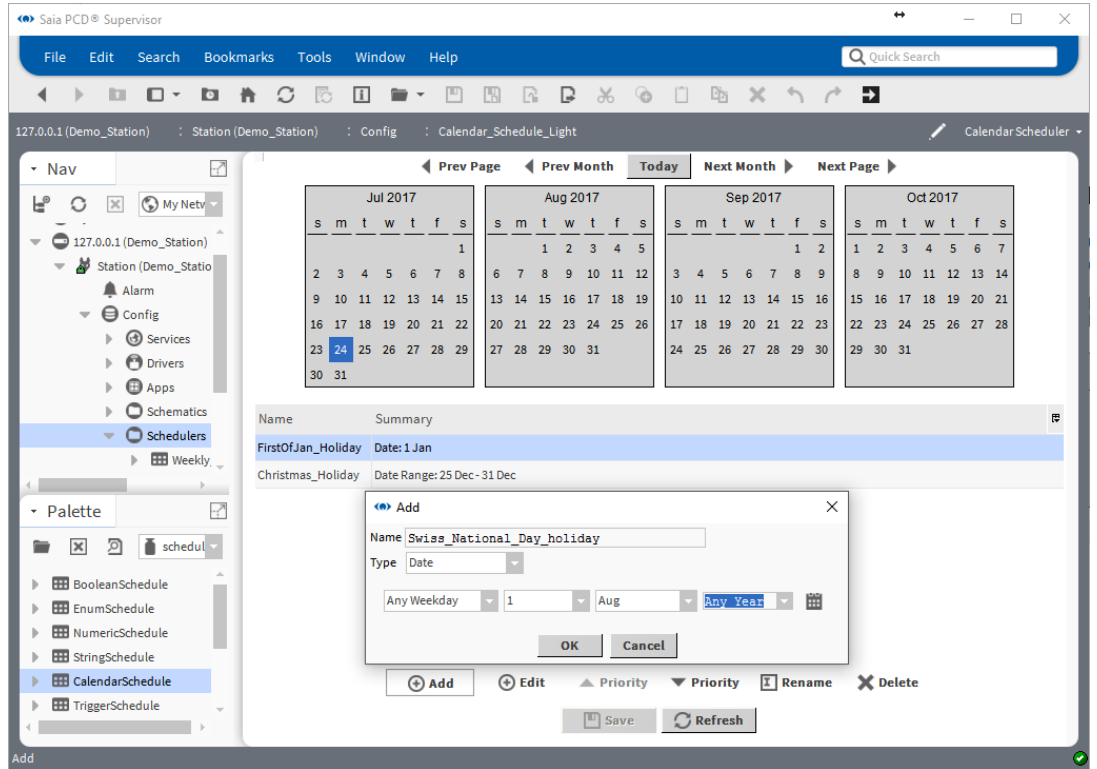 Saia PCD® Supervisor
File Edit Search Bookmarks Tools Window Help Quick Search
127.0.0.1 (Demo_Station) : Station (Demo_Station) : Config : Calendar_Schedule_Light Calendar Scheduler
Nav
My Netv
127.0.0.1 (Demo_Station)
Station (Demo_Statio
Alarm
Config
Services
Drivers
Apps
Schematics
Schedulers
Weekly
Palette
schedul
BooleanSchedule
EnumSchedule
NumericSchedule
StringSchedule
CalendarSchedule
TriggerSchedule
Prev Page Prev Month Today Next Month Next Page
Jul 2017
s m t w t f s
1
2 3 4 5 6 7 8
9 10 11 12 13 14 15
16 17 18 19 20 21 22
23 24 25 26 27 28 29
30 31
Aug 2017
s m t w t f s
1 2 3 4 5
6 7 8 9 10 11 12
13 14 15 16 17 18 19
20 21 22 23 24 25 26
27 28 29 30 31
Sep 2017
s m t w t f s
1 2
3 4 5 6 7 8 9
10 11 12 13 14 15 16
17 18 19 20 21 22 23
24 25 26 27 28 29 30
Oct 2017
s m t w t f s
1 2 3 4 5 6 7
8 9 10 11 12 13 14
15 16 17 18 19 20 21
22 23 24 25 26 27 28
29 30 31
Name Summary
FirstOfJan_Holiday Date: 1 Jan
Christmas_Holiday Date Range: 25 Dec - 31 Dec
Add
Name Swiss_National_Day_holiday
Type Date
Any Weekday 1 Aug Any Year
OK Cancel
Add Edit Priority Priority Rename Delete
Save Refresh
Add